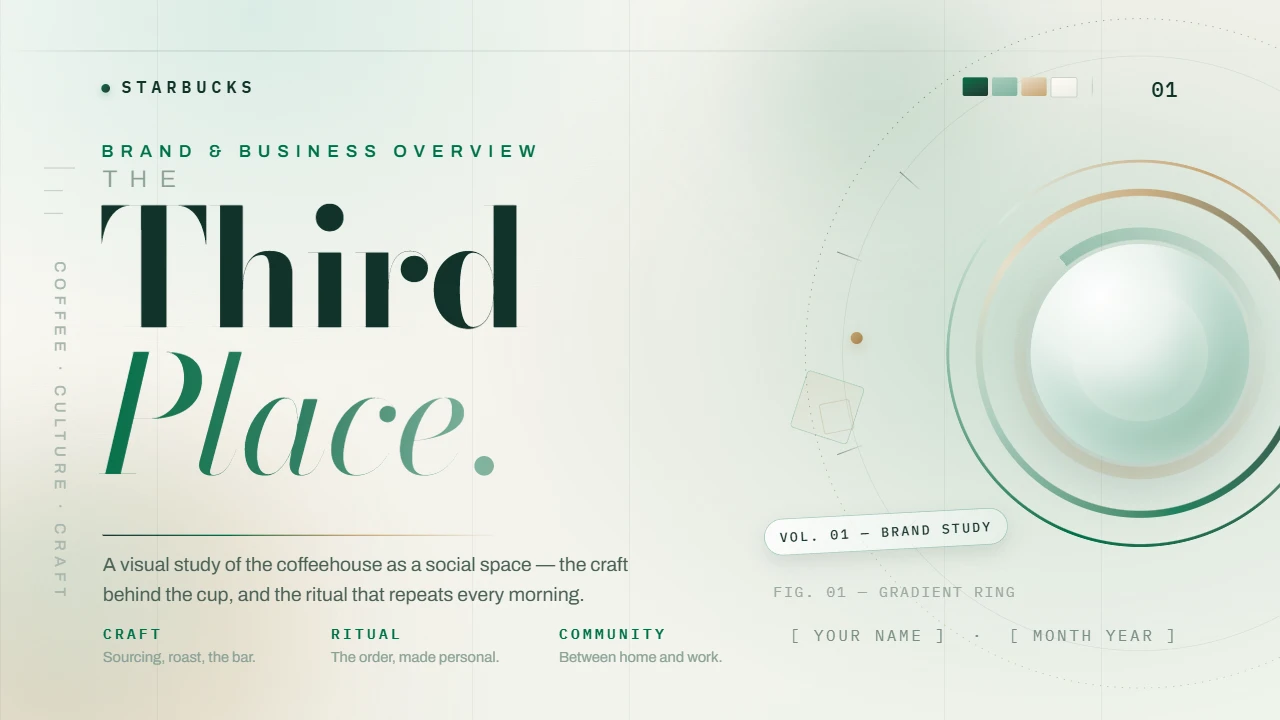 STARBUCKS
01
BRAND & BUSINESS OVERVIEW
THE
Third
Place.
COFFEE · CULTURE · CRAFT
A visual study of the coffeehouse as a social space — the craft
behind the cup, and the ritual that repeats every morning.
CRAFT
Sourcing, roast, the bar.
RITUAL
The order, made personal.
COMMUNITY
Between home and work.
VOL. 01 — BRAND STUDY
FIG. 01 — GRADIENT RING
[ YOUR NAME ] · [ MONTH YEAR ]